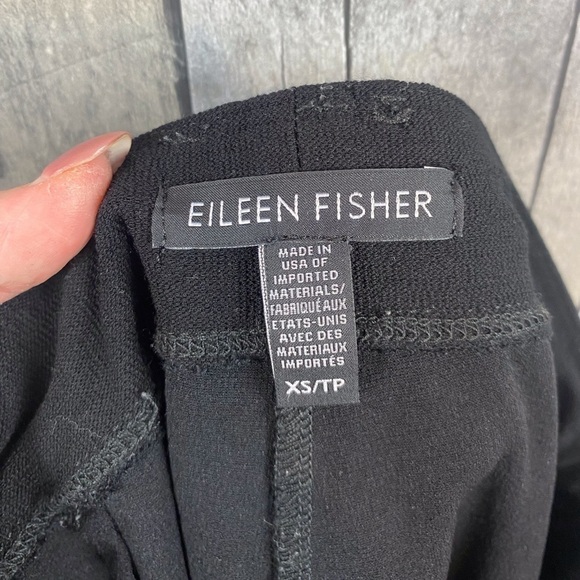 EILEEN FISHER
MADE IN
USA OF
IMPORTED
MATERIALS/
FABRIQUÉ AUX
ETATS-UNIS
AVEC DES
MATERIAUX
IMPORTÉS
XS/TP